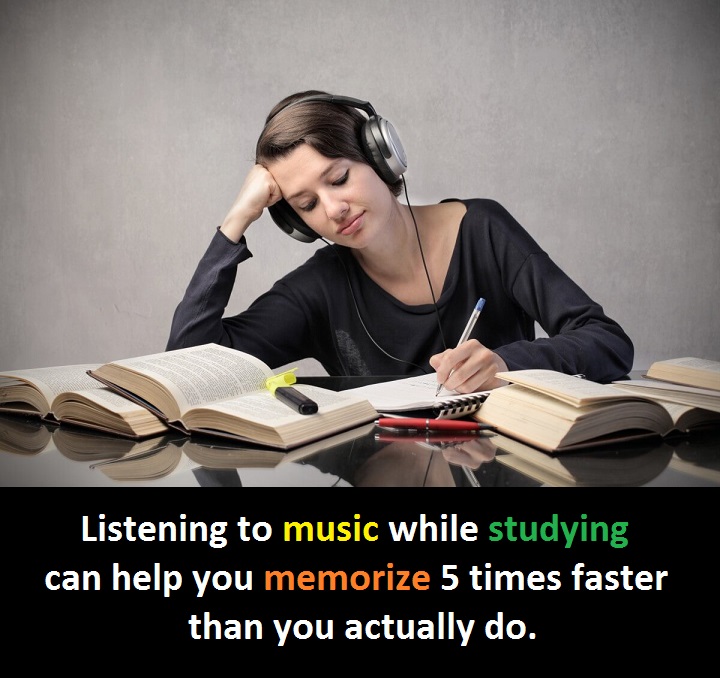 Listening to music while studying
can help you memorize 5 times faster
than you actually do.